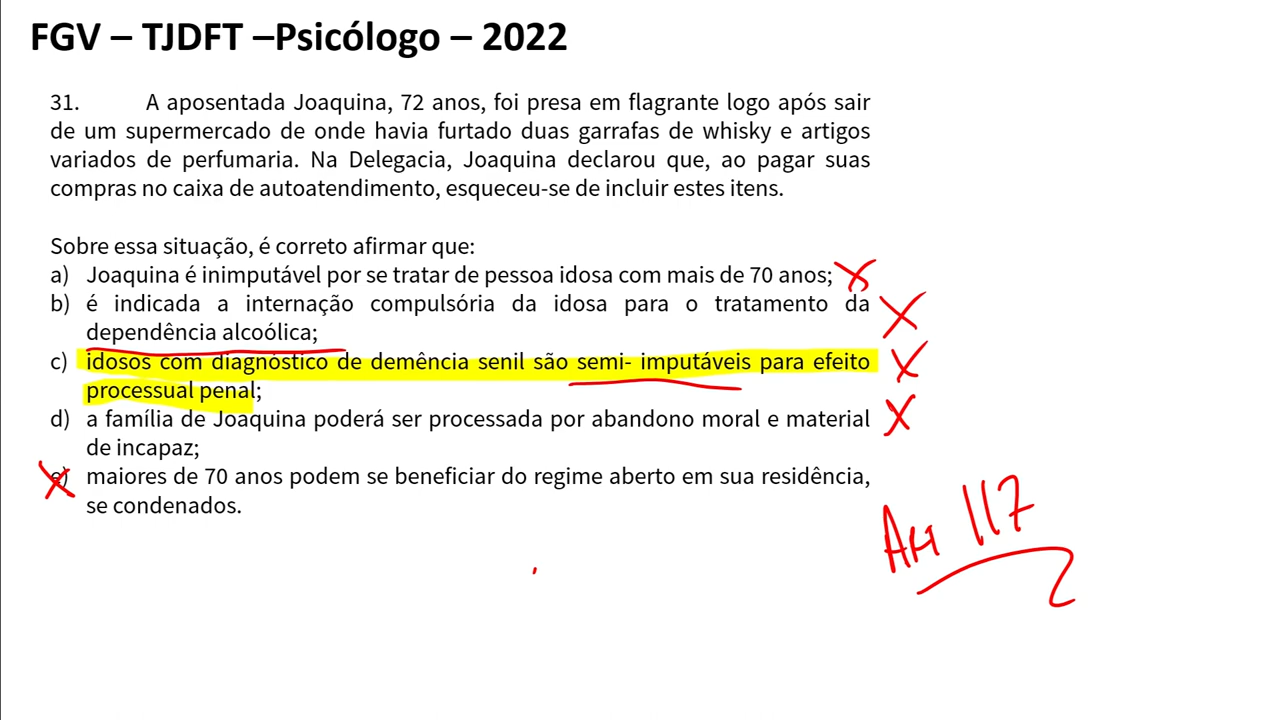 FGV – TJDFT –Psicólogo – 2022
31. A aposentada Joaquina, 72 anos, foi presa em flagrante logo após sair
de um supermercado de onde havia furtado duas garrafas de whisky e artigos
variados de perfumaria. Na Delegacia, Joaquina declarou que, ao pagar suas
compras no caixa de autoatendimento, esqueceu-se de incluir estes itens.
Sobre essa situação, é correto afirmar que:
a) Joaquina é inimputável por se tratar de pessoa idosa com mais de 70 anos;
b) é indicada a internação compulsória da idosa para o tratamento da
dependência alcoólica;
c) idosos com diagnóstico de demência senil são semi- imputáveis para efeito
processual penal;
d) a família de Joaquina poderá ser processada por abandono moral e material
de incapaz;
e) maiores de 70 anos podem se beneficiar do regime aberto em sua residência,
se condenados.
Art 117